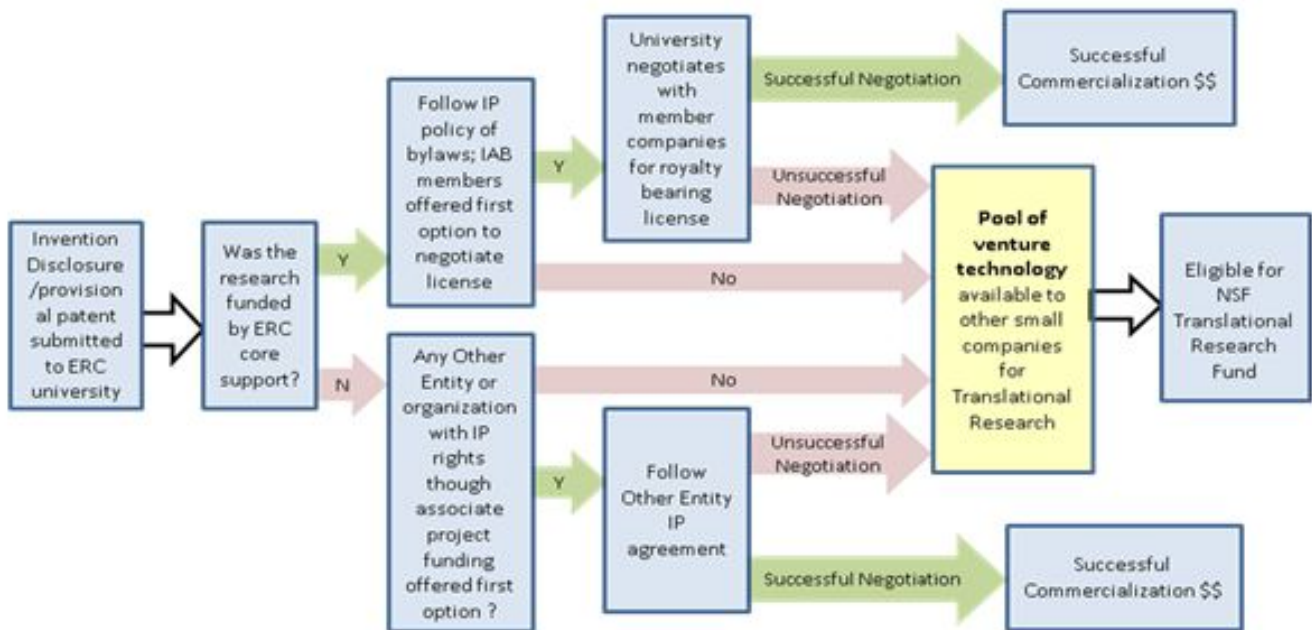 Invention
Disclosure
/provision
al patent
submitted
to ERC
university
Was the
research
funded
by ERC
core
support?
Y
N
Follow IP
policy of
bylaws; IAB
members
offered first
option to
negotiate
license
Any Other
Entity or
organization
with IP
rights though
associate
project
funding
offered first
option ?
Y
No
No
Y
University
negotiates
with
member
companies
for royalty
bearing
license
Follow
Other Entity
IP
agreement
Successful Negotiation
Unsuccessful
Negotiation
Unsuccessful
Negotiation
Successful Negotiation
Successful
Commercialization $$
Pool of
venture
technology
available to
other small
companies
for
Translational
Research
Successful
Commercialization $$
Eligible for
NSF
Translational
Research
Fund